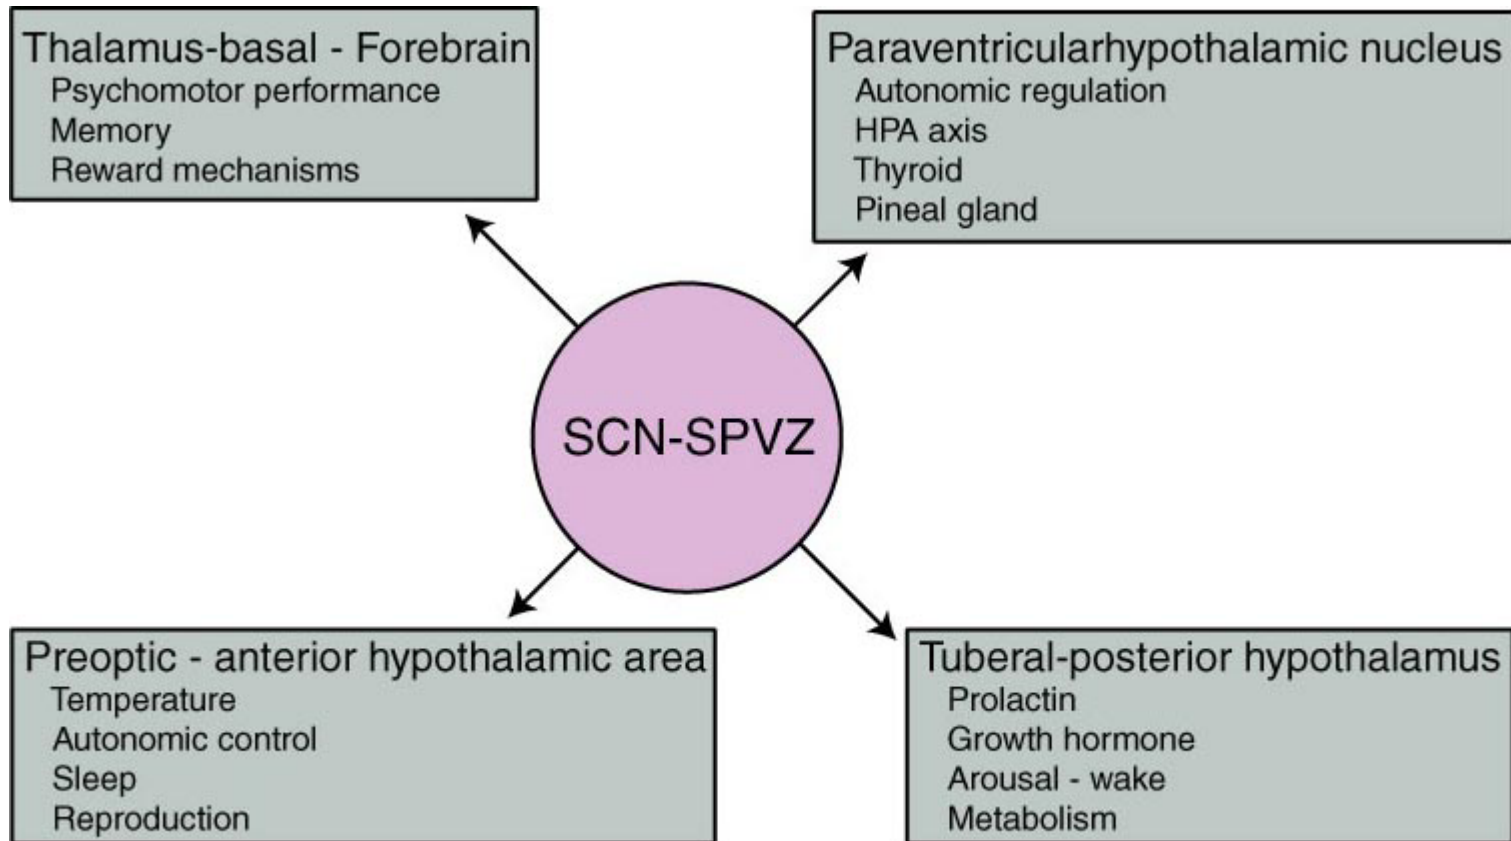 Thalamus-basal - Forebrain
Psychomotor performance
Memory
Reward mechanisms
Paraventricularhypothalamic nucleus
Autonomic regulation
HPA axis
Thyroid
Pineal gland
SCN-SPVZ
Preoptic - anterior hypothalamic area
Temperature
Autonomic control
Sleep
Reproduction
Tuberal-posterior hypothalamus
Prolactin
Growth hormone
Arousal - wake
Metabolism